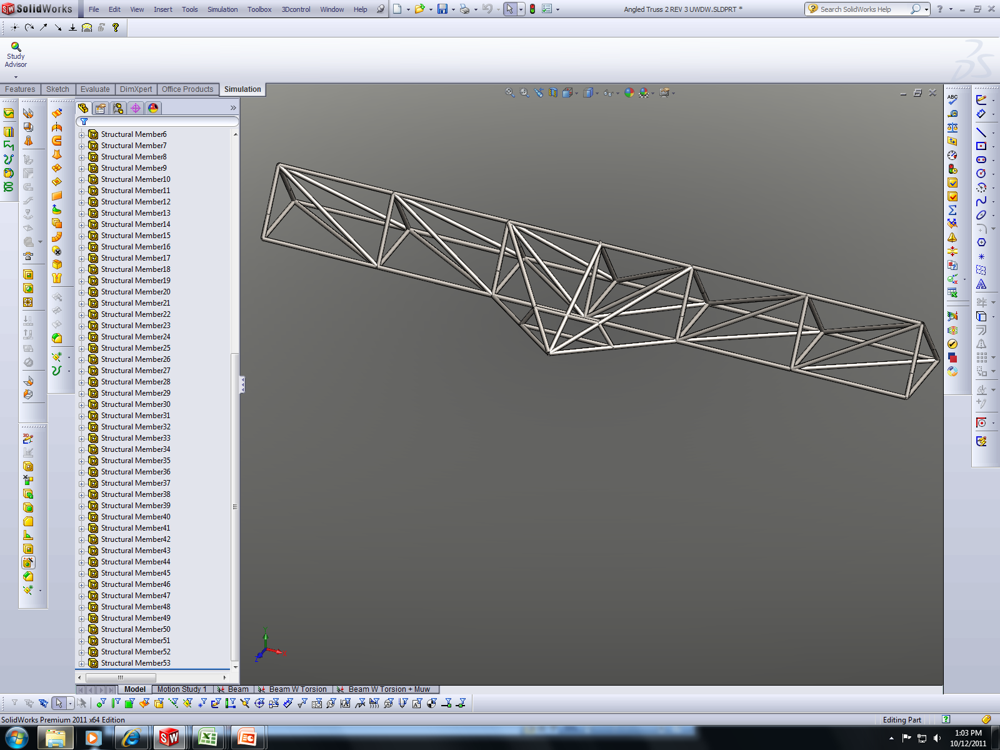 SolidWorks
File Edit View Insert Tools Simulation Toolbox 3Dcontrol Window Help
Angled Truss 2 REV 3 UWDW.SLDPRT *
Search SolidWorks Help
Study
Advisor
Features Sketch Evaluate DimXpert Office Products Simulation
Structural Member6
Structural Member7
Structural Member8
Structural Member9
Structural Member10
Structural Member11
Structural Member12
Structural Member13
Structural Member14
Structural Member15
Structural Member16
Structural Member17
Structural Member18
Structural Member19
Structural Member20
Structural Member21
Structural Member22
Structural Member23
Structural Member24
Structural Member25
Structural Member26
Structural Member27
Structural Member28
Structural Member29
Structural Member30
Structural Member31
Structural Member32
Structural Member33
Structural Member34
Structural Member35
Structural Member36
Structural Member37
Structural Member38
Structural Member39
Structural Member40
Structural Member41
Structural Member42
Structural Member43
Structural Member44
Structural Member45
Structural Member46
Structural Member47
Structural Member48
Structural Member49
Structural Member50
Structural Member51
Structural Member52
Structural Member53
Model Motion Study 1 Beam Beam W Torsion Beam W Torsion + Muw
SolidWorks Premium 2011 x64 Edition
Editing Part
1:03 PM
10/12/2011